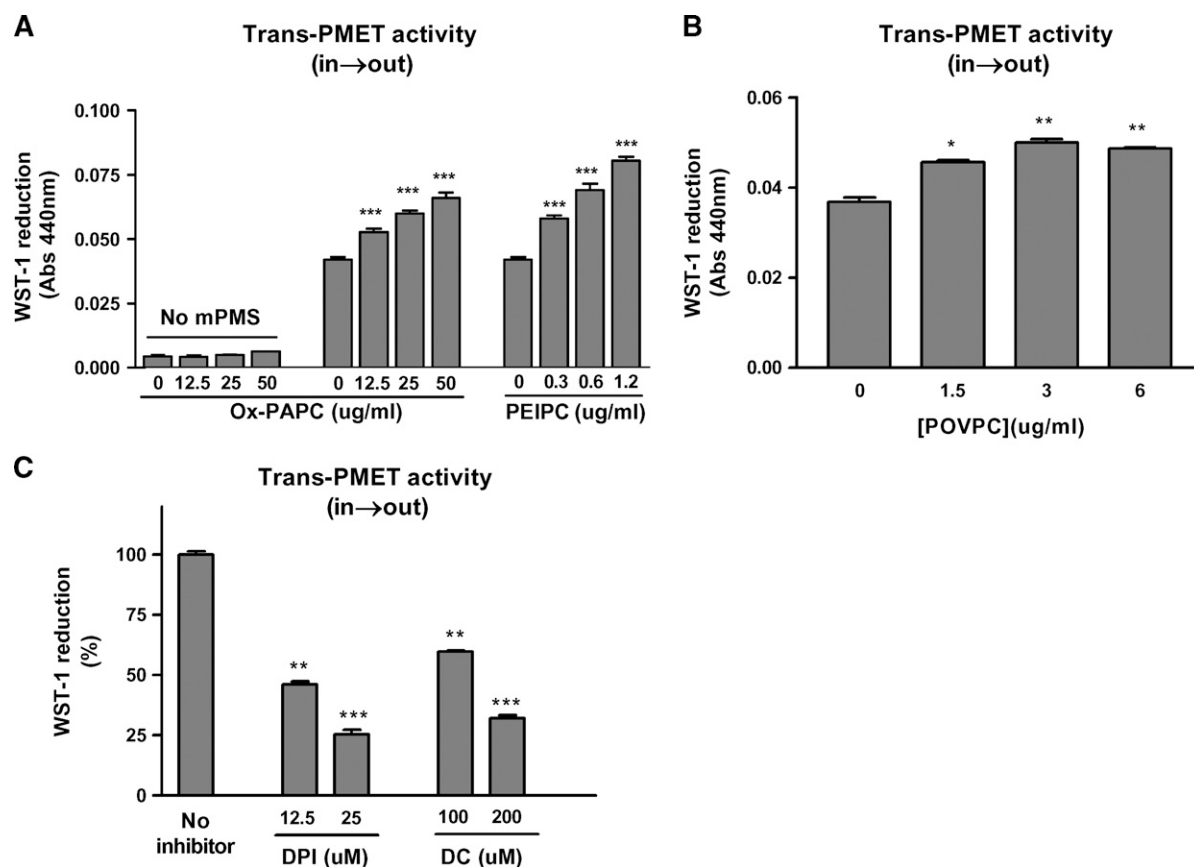 A
Trans-PMET activity
(in→out)
WST-1 reduction
(Abs 440nm)
0.100
0.075
0.050
0.025
0.000
No mPMS
***
***
***
***
***
***
0 12.5 25 50 0 12.5 25 50 0 0.3 0.6 1.2
Ox-PAPC (ug/ml) PEIPC (ug/ml)
B
Trans-PMET activity
(in→out)
WST-1 reduction
(Abs 440nm)
0.06
0.04
0.02
0.00
*
**
**
0 1.5 3 6
[POVPC](ug/ml)
C
Trans-PMET activity
(in→out)
WST-1 reduction
(%)
100
75
50
25
0
**
***
**
***
No
inhibitor
12.5 25 100 200
DPI (uM) DC (uM)